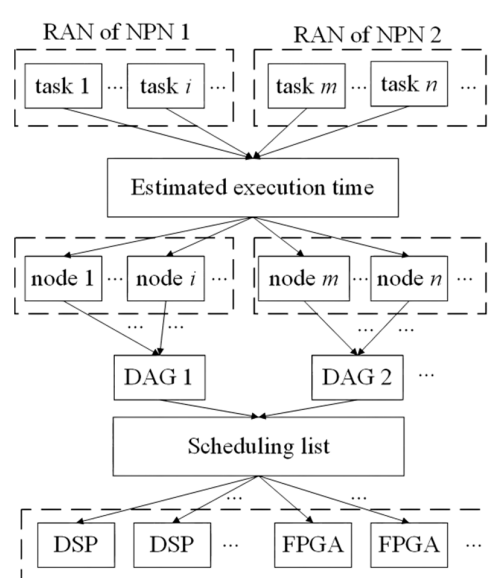 RAN of NPN 1 RAN of NPN 2
task 1 ... task i ... task m ... task n ...
Estimated execution time
node 1 ... node i ... node m ... node n ...
... ... ... ...
DAG 1 DAG 2 ...
Scheduling list
... ...
DSP DSP ... FPGA FPGA ...